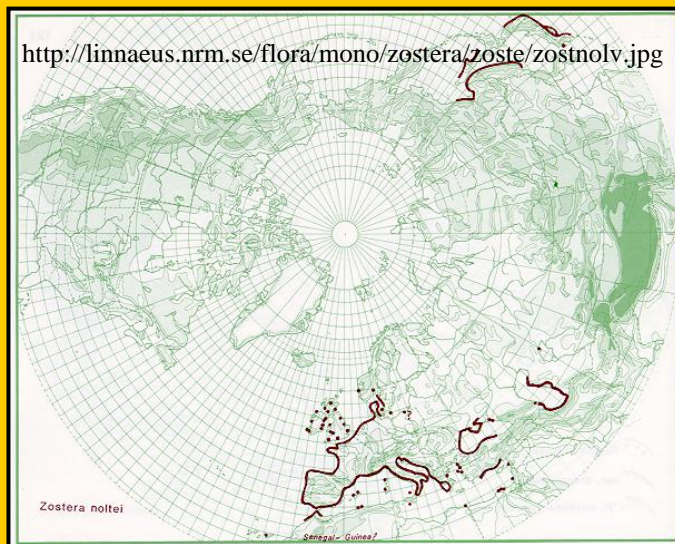 http://linnaeus.nrm.se/flora/mono/zostera/zoste/zostnolv.jpg
?
Zostera noltei
Senegal - Guinea?